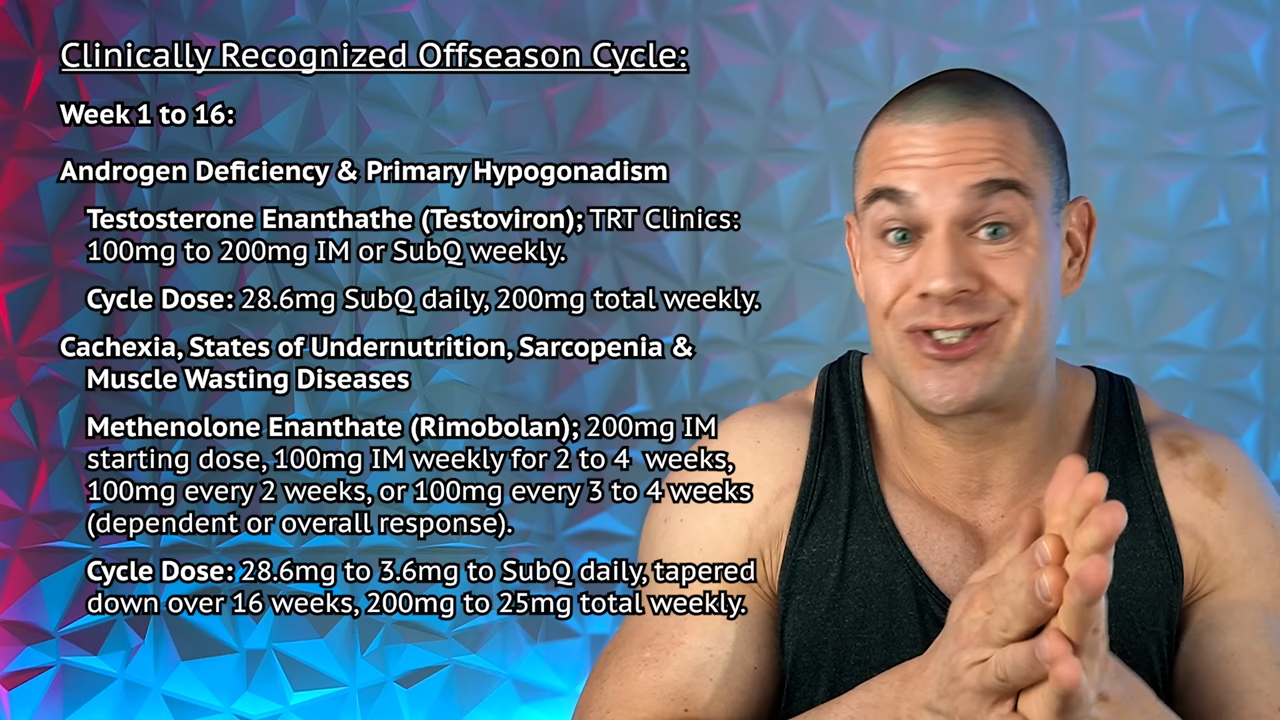 Clinically Recognized Offseason Cycle:
Week 1 to 16:
Androgen Deficiency & Primary Hypogonadism
Testosterone Enanthathe (Testoviron); TRT Clinics:
100mg to 200mg IM or SubQ weekly.
Cycle Dose: 28.6mg SubQ daily, 200mg total weekly.
Cachexia, States of Undernutrition, Sarcopenia &
Muscle Wasting Diseases
Methenolone Enanthate (Rimobolan); 200mg IM
starting dose, 100mg IM weekly for 2 to 4 weeks,
100mg every 2 weeks, or 100mg every 3 to 4 weeks
(dependent or overall response).
Cycle Dose: 28.6mg to 3.6mg to SubQ daily, tapered
down over 16 weeks, 200mg to 25mg total weekly.